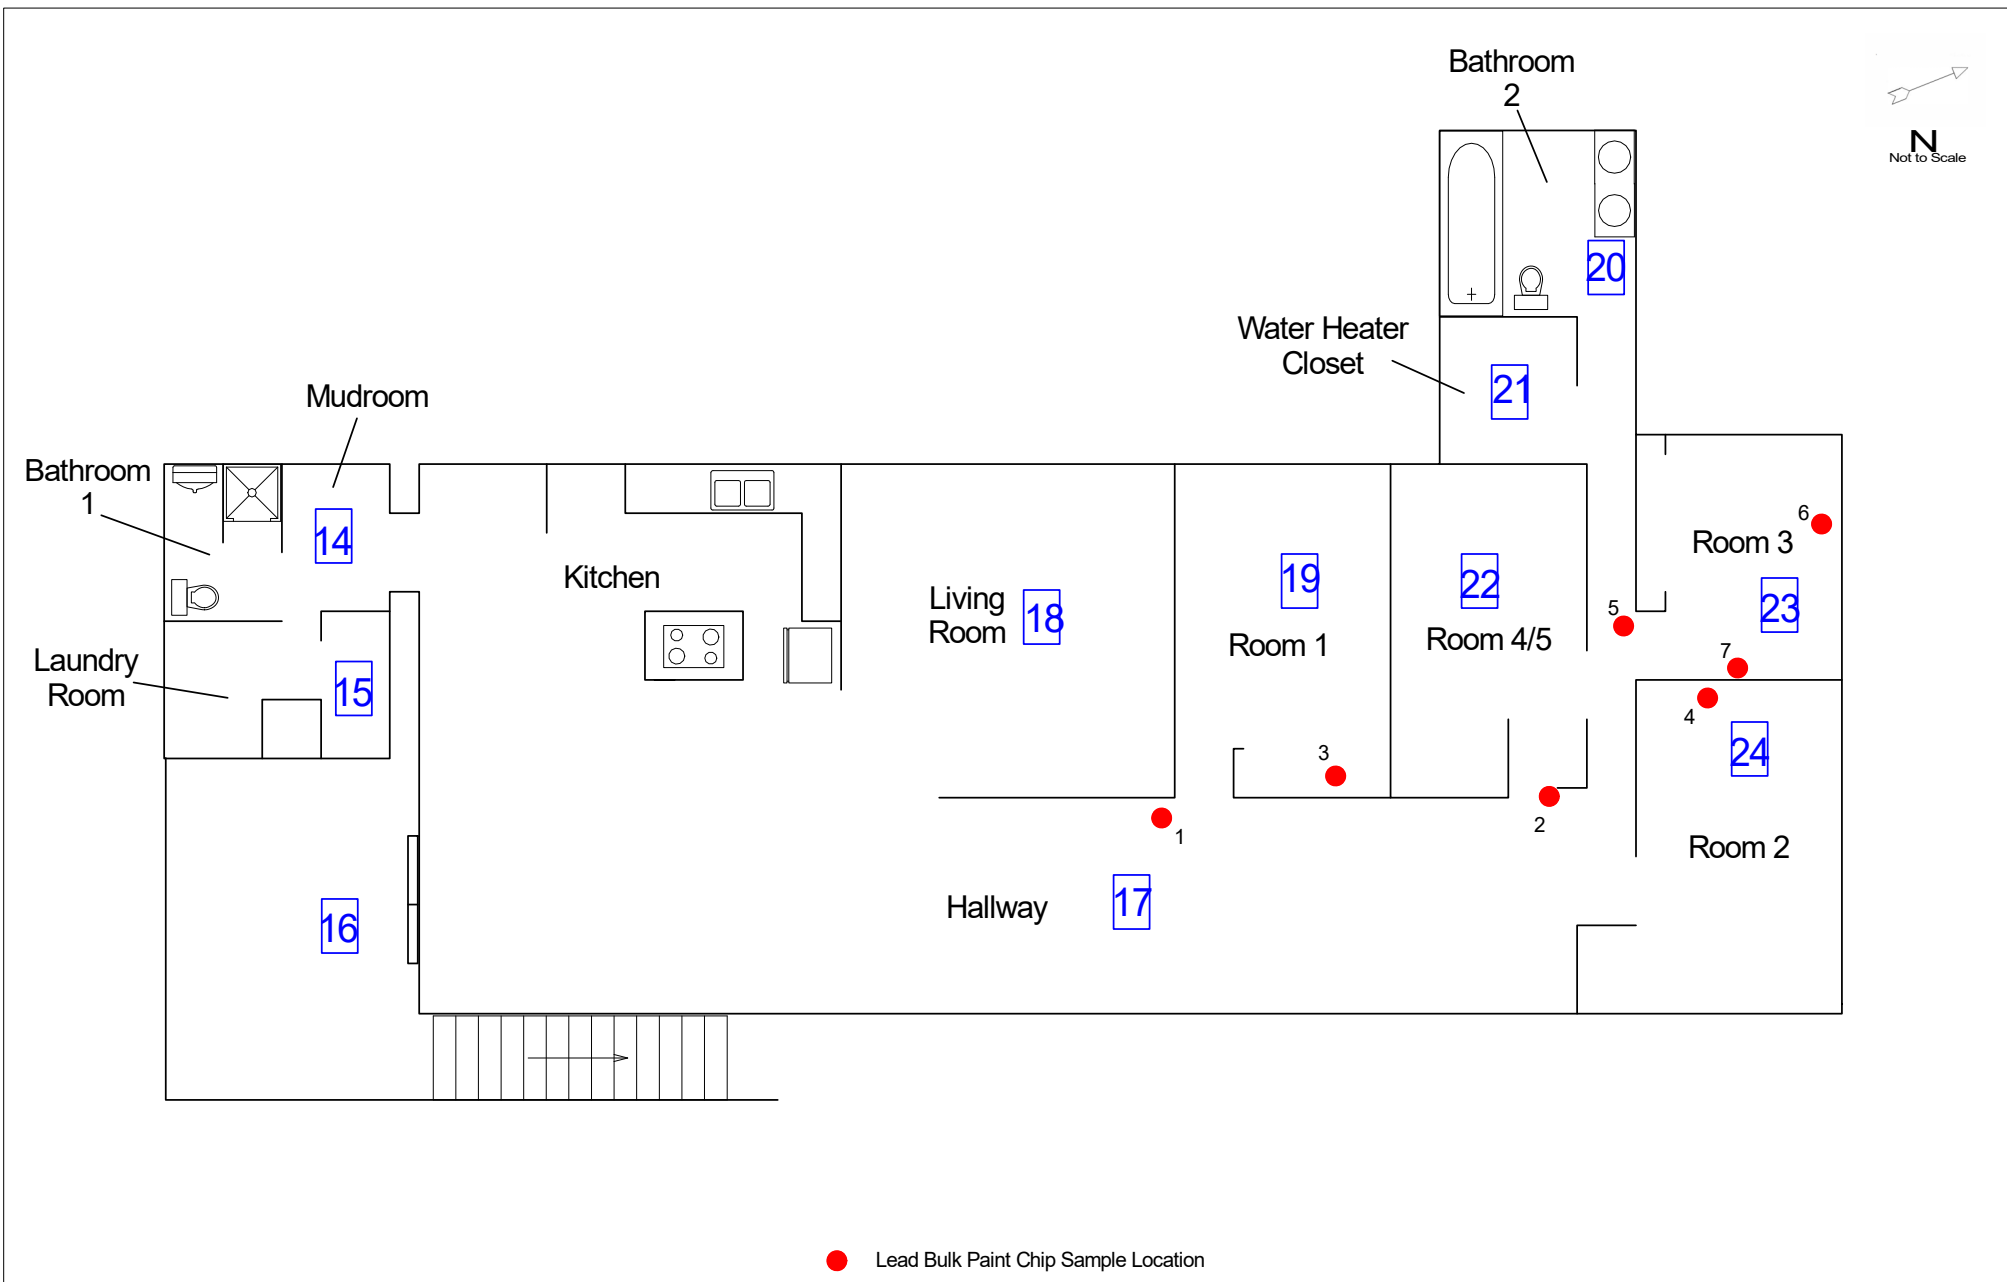 Bathroom
2
N
Not to Scale
20
Water Heater
Closet
21
Mudroom
Bathroom
1
14
Kitchen
Living
Room
18
19
Room 1
22
Room 4/5
5
6
Room 3
23
7
4
24
Room 2
Laundry
Room
15
3
1
2
16
Hallway
17
Lead Bulk Paint Chip Sample Location